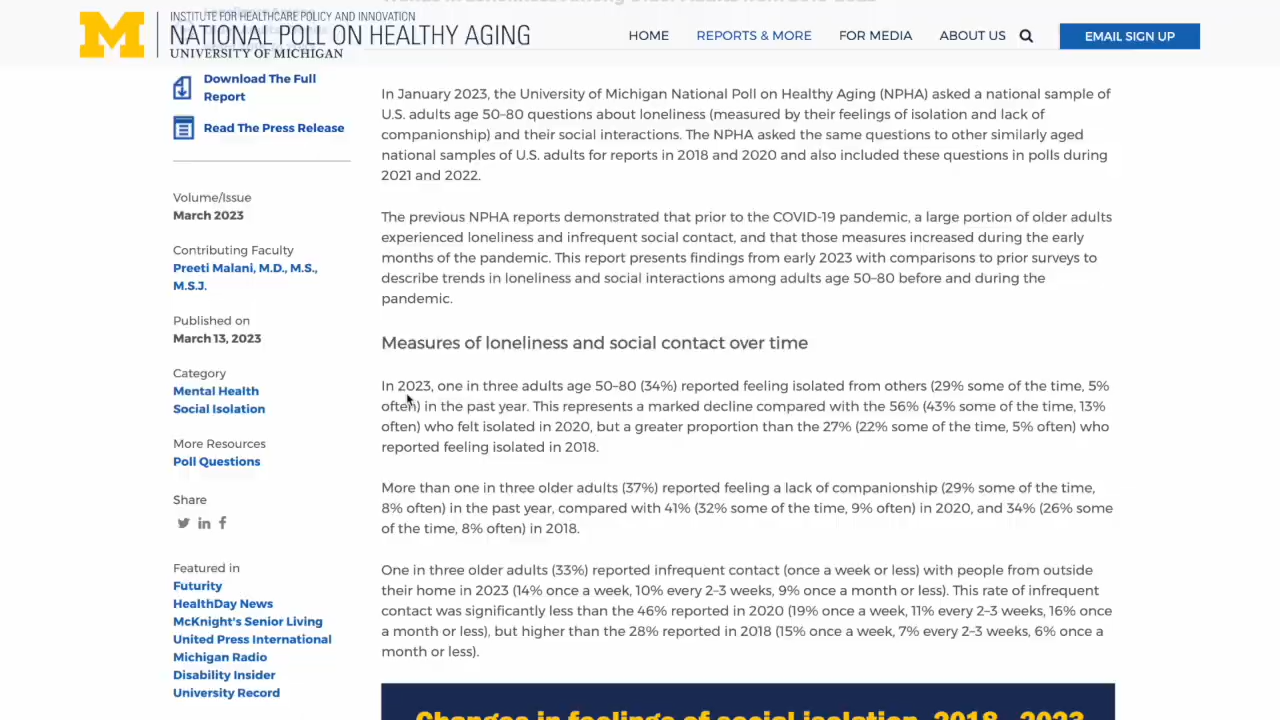 INSTITUTE FOR HEALTHCARE POLICY AND INNOVATION
NATIONAL POLL ON HEALTHY AGING
UNIVERSITY OF MICHIGAN
HOME
REPORTS & MORE
FOR MEDIA
ABOUT US
EMAIL SIGN UP
Download The Full
Report
Read The Press Release
Volume/Issue
March 2023
Contributing Faculty
Preeti Malani, M.D., M.S.,
M.S.J.
Published on
March 13, 2023
Category
Mental Health
Social Isolation
More Resources
Poll Questions
Share
Featured in
Futurity
HealthDay News
McKnight's Senior Living
United Press International
Michigan Radio
Disability Insider
University Record
In January 2023, the University of Michigan National Poll on Healthy Aging (NPHA) asked a national sample of
U.S. adults age 50–80 questions about loneliness (measured by their feelings of isolation and lack of
companionship) and their social interactions. The NPHA asked the same questions to other similarly aged
national samples of U.S. adults for reports in 2018 and 2020 and also included these questions in polls during
2021 and 2022.
The previous NPHA reports demonstrated that prior to the COVID-19 pandemic, a large portion of older adults
experienced loneliness and infrequent social contact, and that those measures increased during the early
months of the pandemic. This report presents findings from early 2023 with comparisons to prior surveys to
describe trends in loneliness and social interactions among adults age 50–80 before and during the
pandemic.
Measures of loneliness and social contact over time
In 2023, one in three adults age 50–80 (34%) reported feeling isolated from others (29% some of the time, 5%
often) in the past year. This represents a marked decline compared with the 56% (43% some of the time, 13%
often) who felt isolated in 2020, but a greater proportion than the 27% (22% some of the time, 5% often) who
reported feeling isolated in 2018.
More than one in three older adults (37%) reported feeling a lack of companionship (29% some of the time,
8% often) in the past year, compared with 41% (32% some of the time, 9% often) in 2020, and 34% (26% some
of the time, 8% often) in 2018.
One in three older adults (33%) reported infrequent contact (once a week or less) with people from outside
their home in 2023 (14% once a week, 10% every 2–3 weeks, 9% once a month or less). This rate of infrequent
contact was significantly less than the 46% reported in 2020 (19% once a week, 11% every 2–3 weeks, 16% once
a month or less), but higher than the 28% reported in 2018 (15% once a week, 7% every 2–3 weeks, 6% once a
month or less).
Changes in feelings of social isolation, 2018–2023